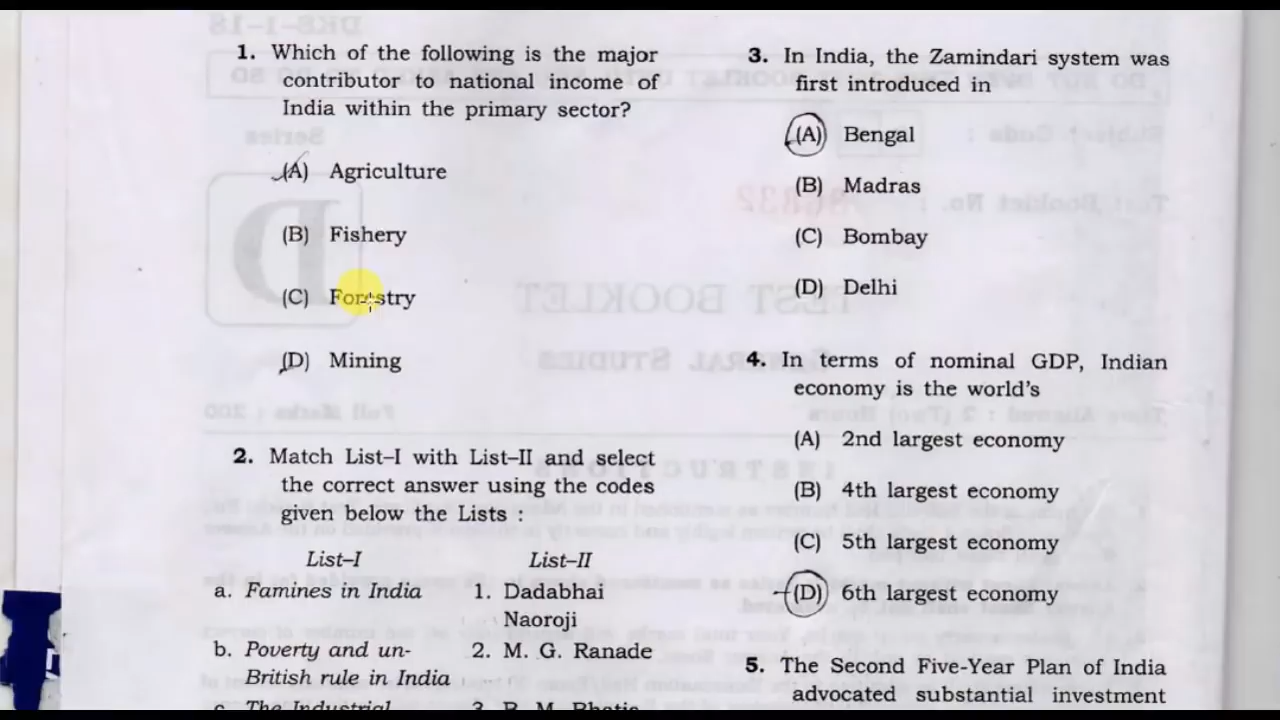 1. Which of the following is the major
contributor to national income of
India within the primary sector?
(A) Agriculture
(B) Fishery
(C) Forestry
(D) Mining
2. Match List–I with List–II and select
the correct answer using the codes
given below the Lists :
List–I List–II
a. Famines in India 1. Dadabhai
Naoroji
b. Poverty and un- 2. M. G. Ranade
British rule in India
c. The Industrial 3. B. M. Bhatia
3. In India, the Zamindari system was
first introduced in
(A) Bengal
(B) Madras
(C) Bombay
(D) Delhi
4. In terms of nominal GDP, Indian
economy is the world's
(A) 2nd largest economy
(B) 4th largest economy
(C) 5th largest economy
(D) 6th largest economy
5. The Second Five-Year Plan of India
advocated substantial investment